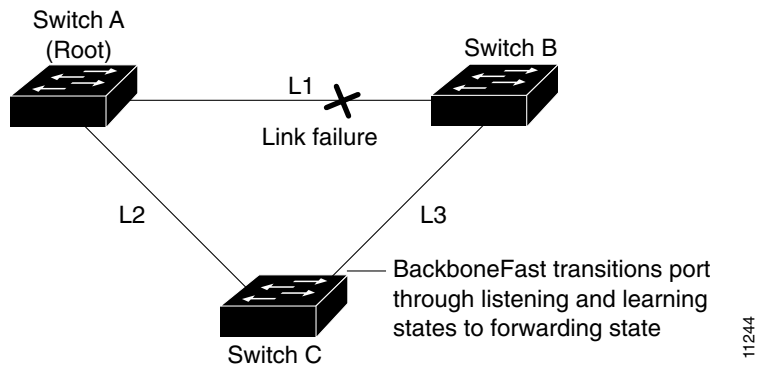 Switch A
(Root)
Switch B
L1
Link failure
L2
L3
BackboneFast transitions port
through listening and learning
states to forwarding state
Switch C
11244